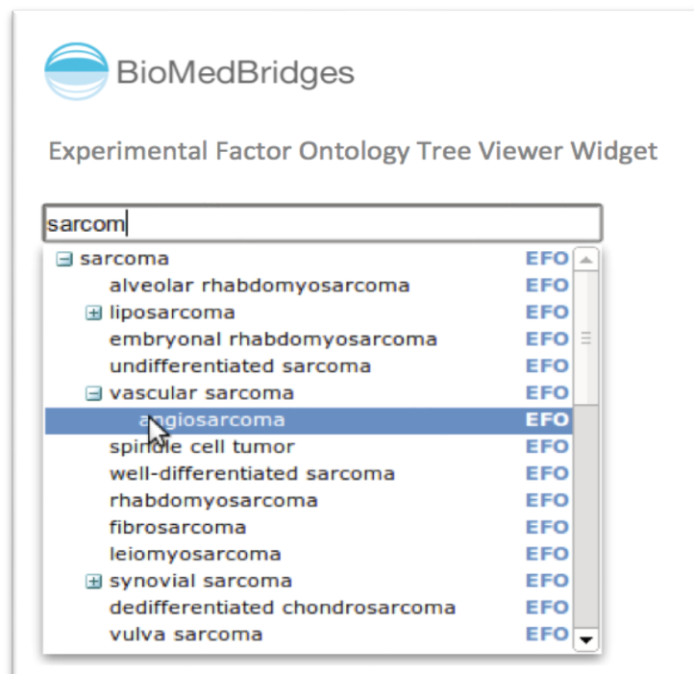 BioMedBridges
Experimental Factor Ontology Tree Viewer Widget
sarcom
sarcoma EFO
alveolar rhabdomyosarcoma EFO
liposarcoma EFO
embryonal rhabdomyosarcoma EFO
undifferentiated sarcoma EFO
vascular sarcoma EFO
angiosarcoma EFO
spindle cell tumor EFO
well-differentiated sarcoma EFO
rhabdomyosarcoma EFO
fibrosarcoma EFO
leiomyosarcoma EFO
synovial sarcoma EFO
dedifferentiated chondrosarcoma EFO
vulva sarcoma EFO